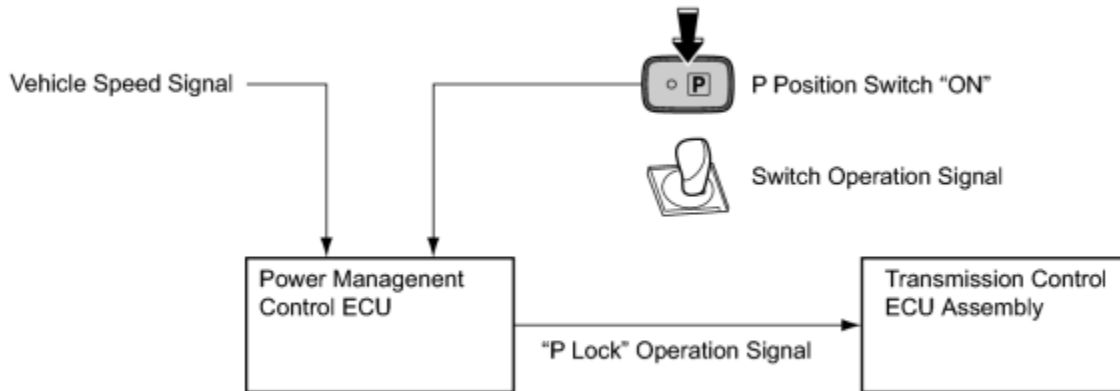 Vehicle Speed Signal
P
P Position Switch “ON”
Switch Operation Signal
Power Management
Control ECU
Transmission Control
ECU Assembly
“P Lock” Operation Signal